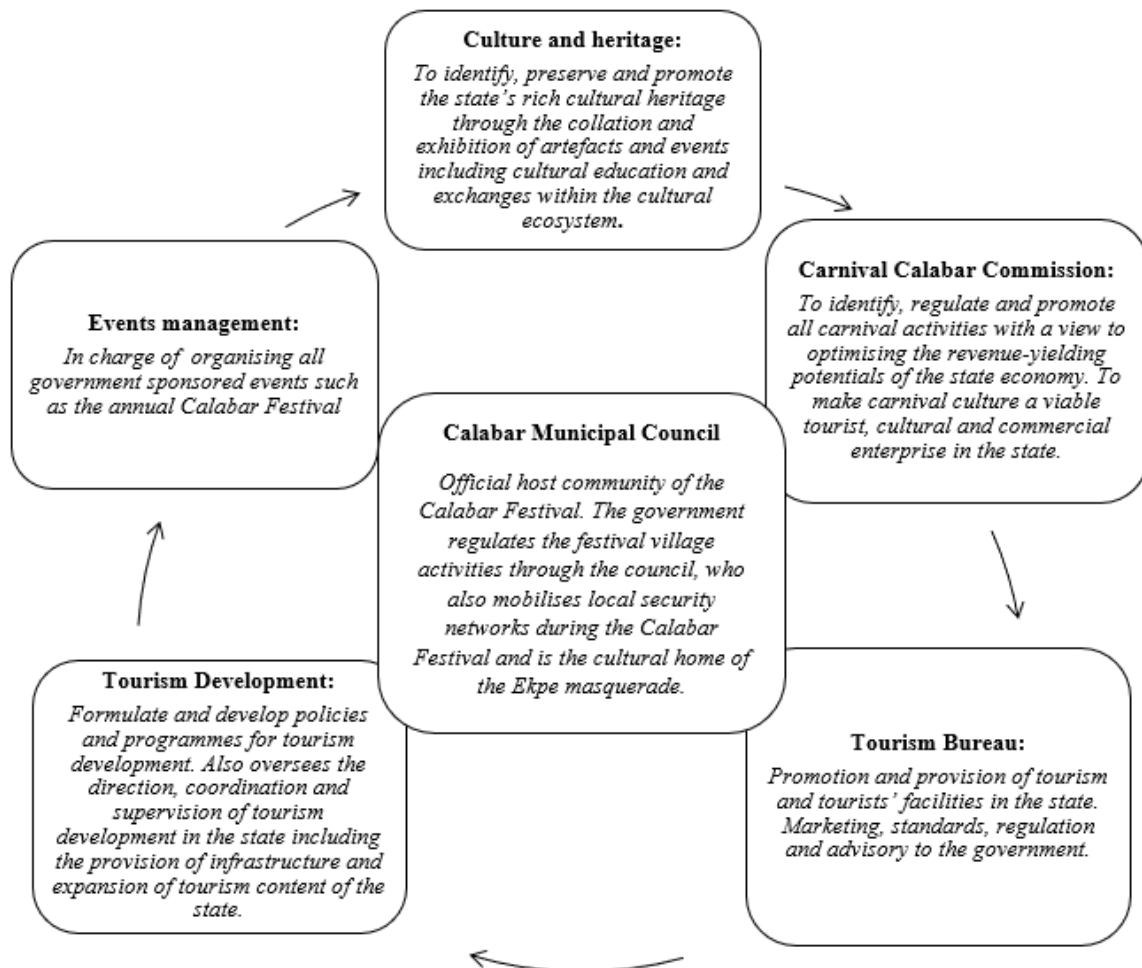 Culture and heritage:
To identify, preserve and promote
the state’s rich cultural heritage
through the collation and
exhibition of artefacts and events
including cultural education and
exchanges within the cultural
ecosystem.
Carnival Calabar Commission:
To identify, regulate and promote
all carnival activities with a view to
optimising the revenue-yielding
potentials of the state economy. To
make carnival culture a viable
tourist, cultural and commercial
enterprise in the state.
Events management:
In charge of organising all
government sponsored events such
as the annual Calabar Festival
Calabar Municipal Council
Official host community of the
Calabar Festival. The government
regulates the festival village
activities through the council, who
also mobilises local security
networks during the Calabar
Festival and is the cultural home of
the Ekpe masquerade.
Tourism Development:
Formulate and develop policies
and programmes for tourism
development. Also oversees the
direction, coordination and
supervision of tourism
development in the state including
the provision of infrastructure and
expansion of tourism content of the
state.
Tourism Bureau:
Promotion and provision of tourism
and tourists’ facilities in the state.
Marketing, standards, regulation
and advisory to the government.